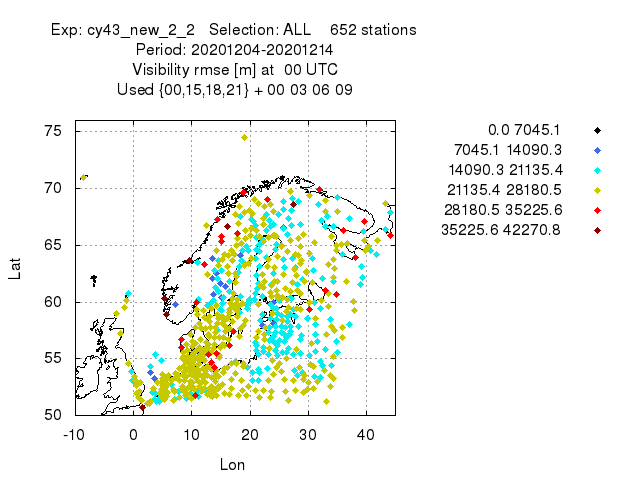 Exp: cy43_new_2_2 Selection: ALL 652 stations
Period: 20201204-20201214
Visibility rmse [m] at 00 UTC
Used {00,15,18,21} + 00 03 06 09
0.0 7045.1
7045.1 14090.3
14090.3 21135.4
21135.4 28180.5
28180.5 35225.6
35225.6 42270.8
75
70
65
60
55
50
Lat
-10 0 10 20 30 40
Lon